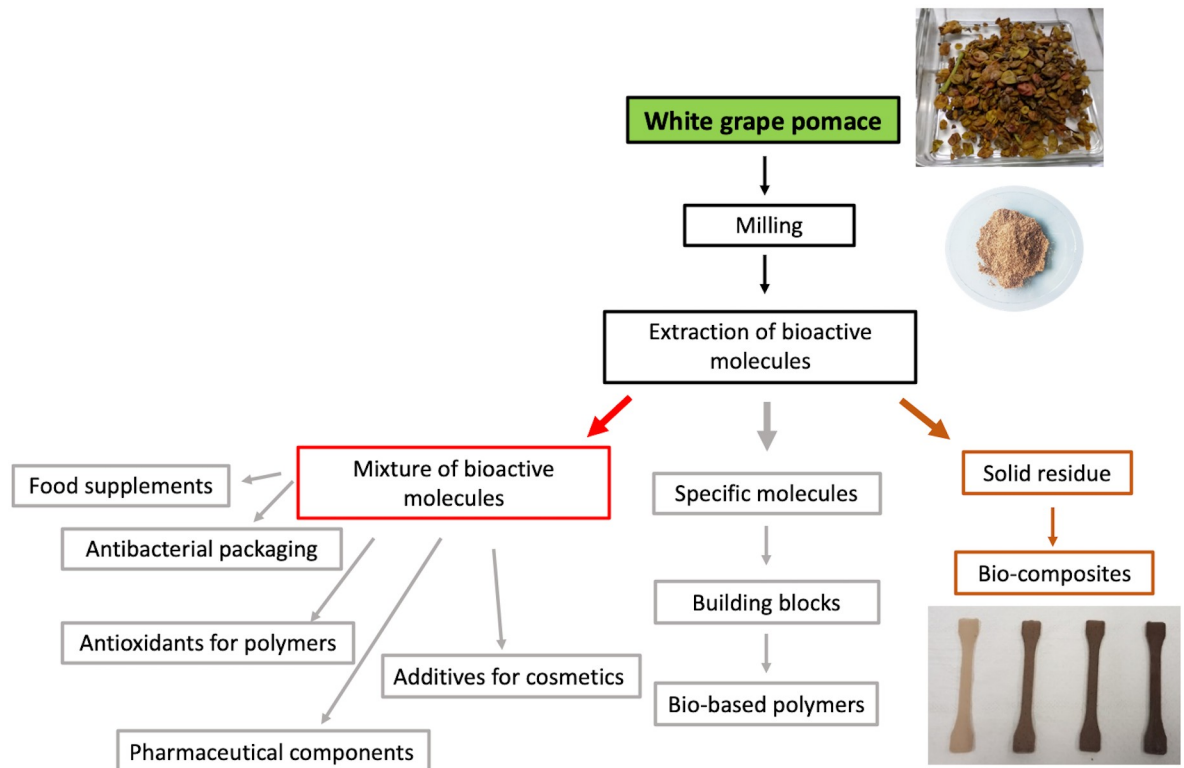 White grape pomace
Milling
Extraction of bioactive
molecules
Mixture of bioactive
molecules
Food supplements
Antibacterial packaging
Antioxidants for polymers
Additives for cosmetics
Pharmaceutical components
Specific molecules
Building blocks
Bio-based polymers
Solid residue
Bio-composites